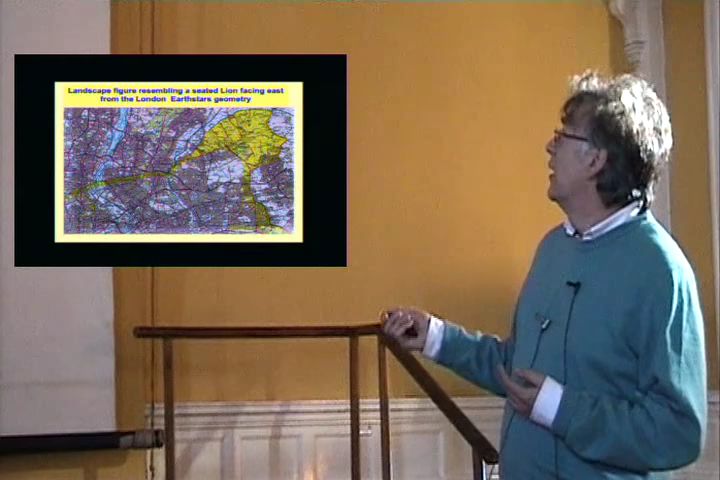 Landscape figure resembling a seated Lion facing east
from the London Earthstars geometry